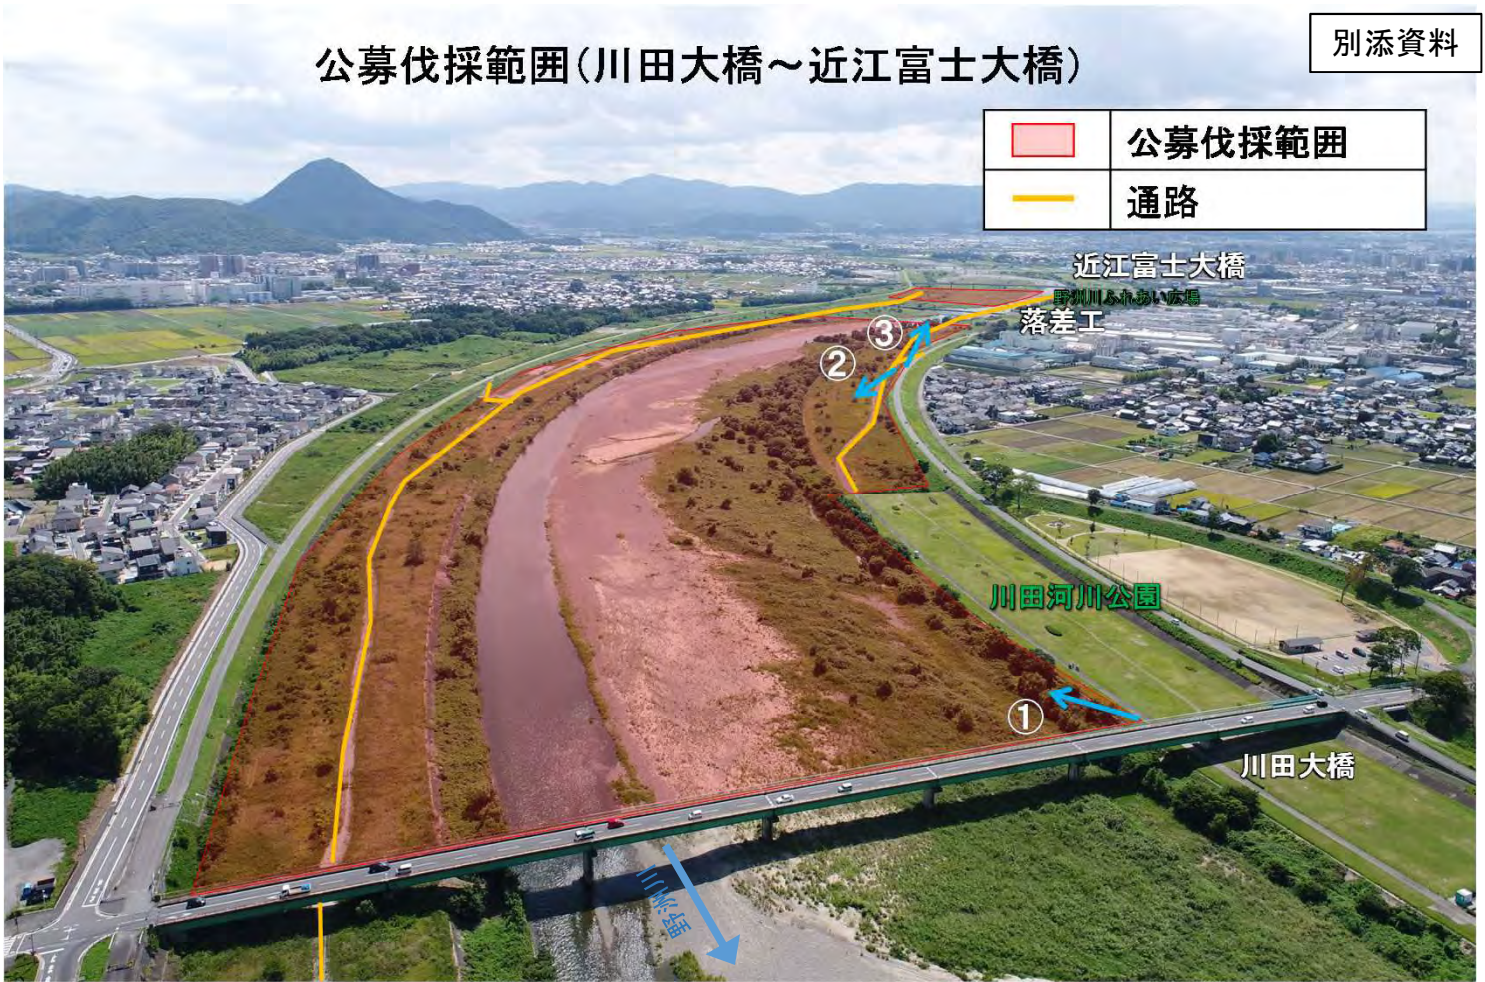 別添資料
公募伐採範囲(川田大橋～近江富士大橋)
公募伐採範囲
通路
近江富士大橋
野洲川ふれあい広場
落差工
③
②
川田河川公園
①
川田大橋
野洲川